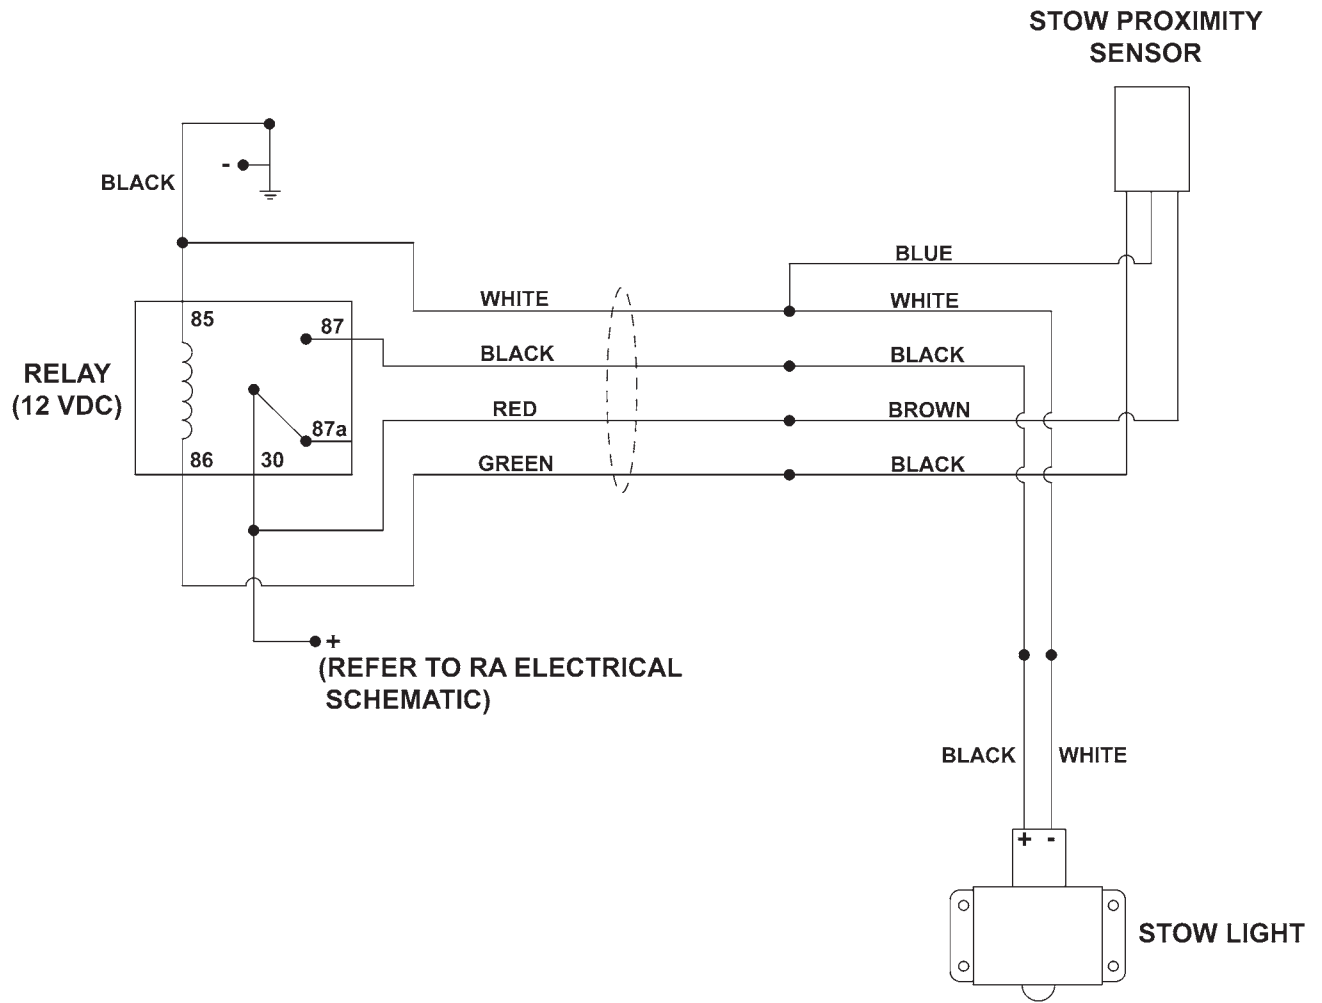 STOW PROXIMITY
SENSOR
-
BLACK
BLUE
WHITE
WHITE
85
87
BLACK
BLACK
RELAY
(12 VDC)
RED
BROWN
87a
86
30
GREEN
BLACK
+
(REFER TO RA ELECTRICAL
SCHEMATIC)
BLACK
WHITE
+ -
STOW LIGHT